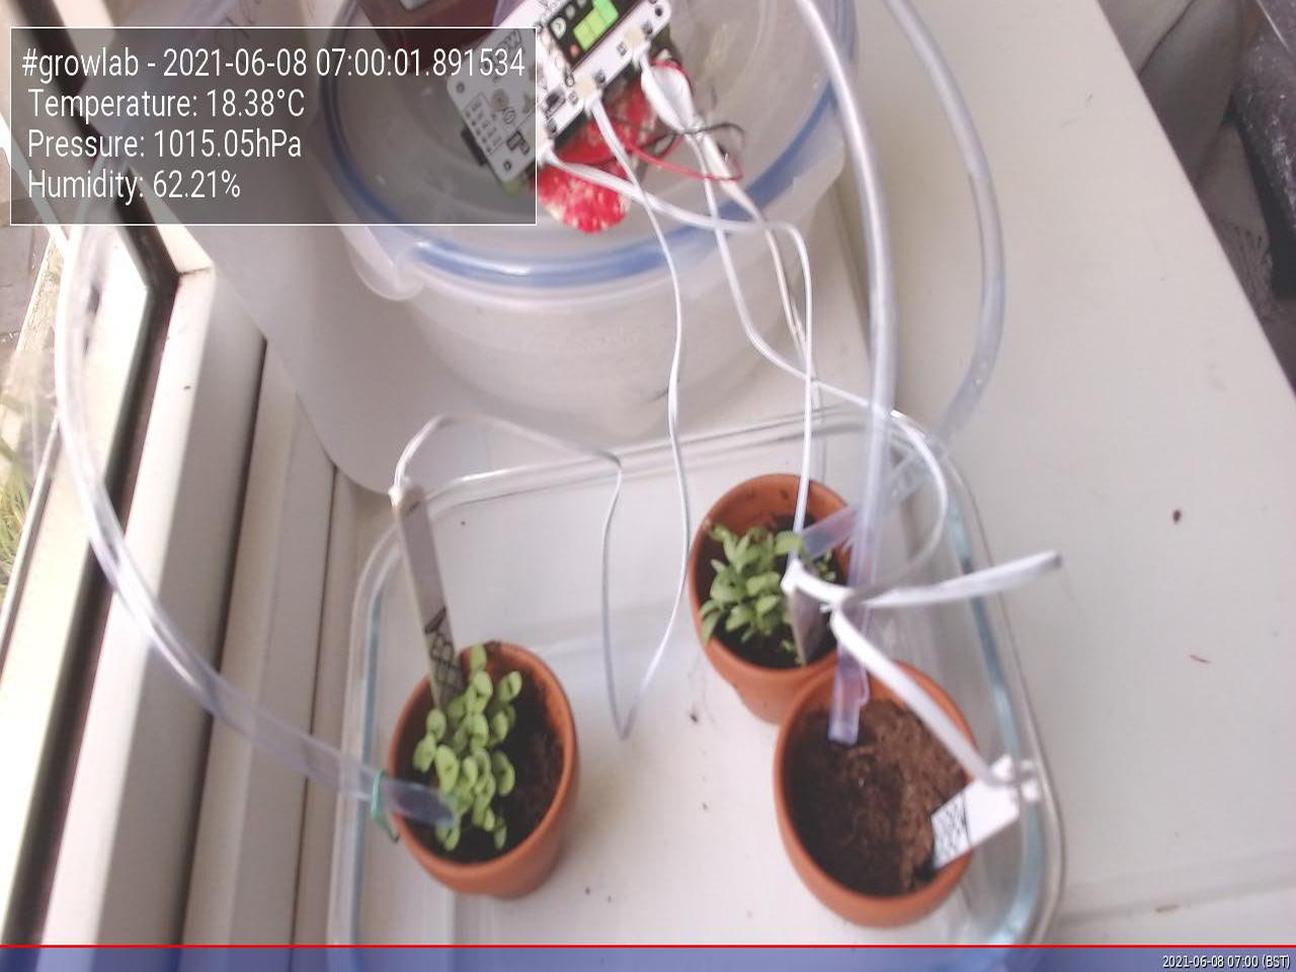 #growlab - 2021-06-08 07:00:01.891534
Temperature: 18.38°C
Pressure: 1015.05hPa
Humidity: 62.21%
2021-06-08 07:00 (BST)